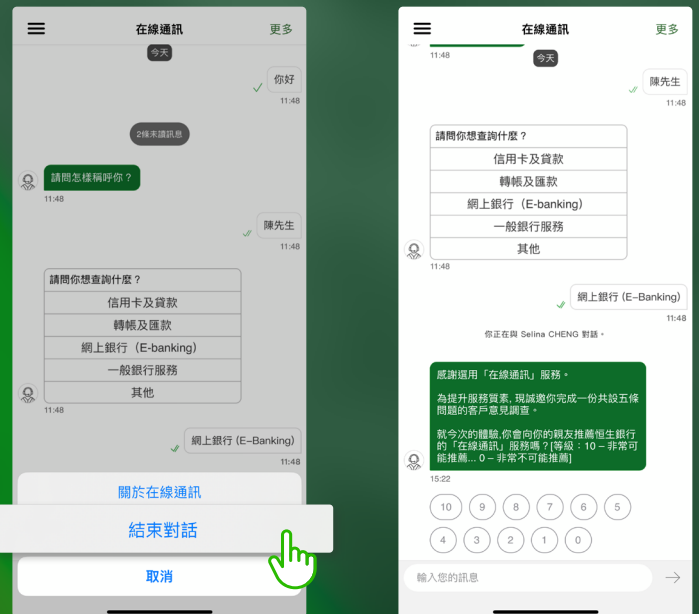 在線通訊
更多
今天
你好
11:48
2條未讀訊息
請問怎樣稱呼你？
11:48
陳先生
11:48
請問你想查詢什麼？
信用卡及貸款
轉帳及匯款
網上銀行（E-banking）
一般銀行服務
其他
11:48
網上銀行 (E–Banking)
11:48
關於在線通訊
結束對話
取消
在線通訊
更多
11:48
今天
陳先生
11:48
請問你想查詢什麼？
信用卡及貸款
轉帳及匯款
網上銀行（E-banking）
一般銀行服務
其他
11:48
網上銀行 (E–Banking)
11:48
你正在與 Selina CHENG 對話。
感謝選用「在線通訊」服務。
為提升服務質素, 現誠邀你完成一份共設五條
問題的客戶意見調查。
就今次的體驗,你會向你的親友推薦恒生銀行
的「在線通訊」服務嗎？[等級：10 – 非常可
能推薦... 0 – 非常不可能推薦]
15:22
10 9 8 7 6 5
4 3 2 1 0
輸入您的訊息